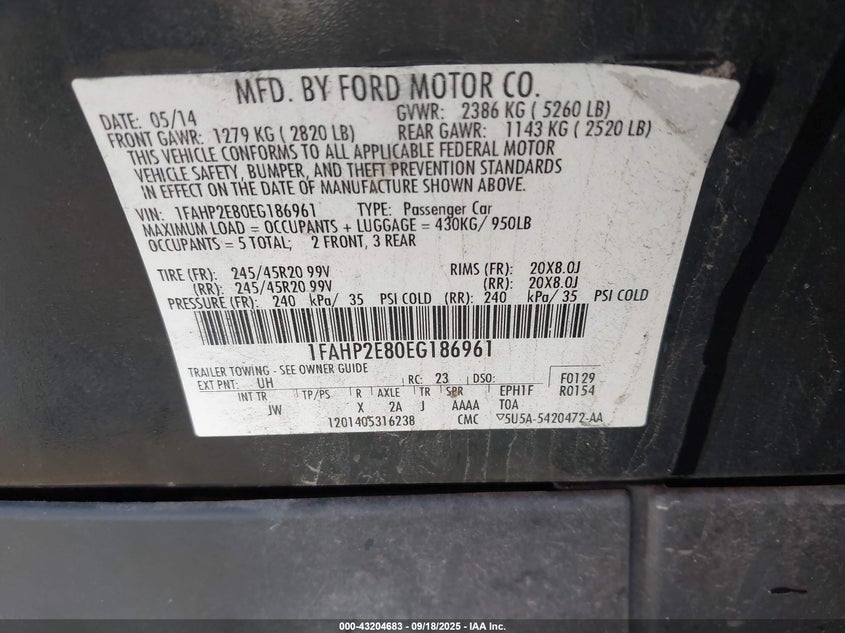 MFD. BY FORD MOTOR CO.
DATE: 05/14 GVWR: 2386 KG ( 5260 LB)
FRONT GAWR: 1279 KG ( 2820 LB) REAR GAWR: 1143 KG ( 2520 LB)
THIS VEHICLE CONFORMS TO ALL APPLICABLE FEDERAL MOTOR
VEHICLE SAFETY, BUMPER, AND THEFT PREVENTION STANDARDS
IN EFFECT ON THE DATE OF MANUFACTURE SHOWN ABOVE.
VIN: 1FAHP2E80EG186961 TYPE: Passenger Car
MAXIMUM LOAD = OCCUPANTS + LUGGAGE = 430KG/ 950LB
OCCUPANTS = 5 TOTAL; 2 FRONT, 3 REAR
TIRE (FR): 245/45R20 99V RIMS (FR): 20X8.0J
(RR): 245/45R20 99V (RR): 20X8.0J
PRESSURE (FR): 240 kPa/ 35 PSI COLD (RR): 240 kPa/ 35 PSI COLD
1FAHP2E80EG186961
TRAILER TOWING - SEE OWNER GUIDE
EXT PNT: UH RC: 23 DSO: F0129
INT TR TP/PS R AXLE TR SPR EPH1F R0154
JW X 2A J AAAA T0A
1201405316238 CMC 5U5A-5420472-AA
000-43204683 - 09/18/2025 - IAA Inc.